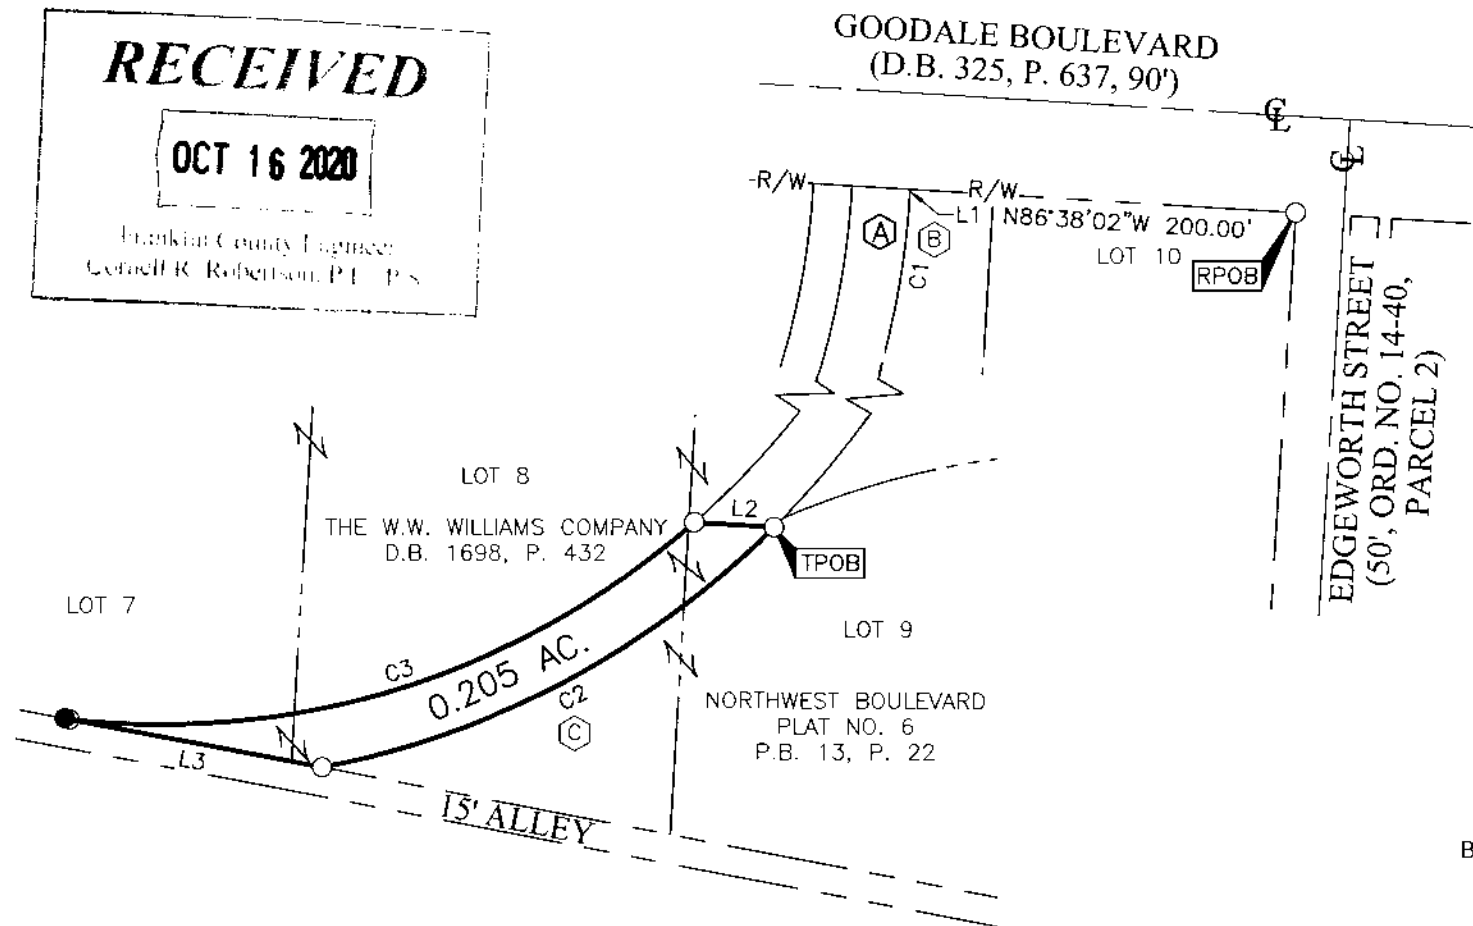 RECEIVED
OCT 16 2020
Franklin County Engineer
Cornell R. Robertson, P.E., P.S.
GOODALE BOULEVARD
(D.B. 325, P. 637, 90')
CL
CL
R/W
R/W
L1 N86°38'02"W 200.00'
A
B
C1
LOT 10
RPOB
EDGEWORTH STREET
(50', ORD. NO. 14-40,
PARCEL 2)
LOT 8
THE W.W. WILLIAMS COMPANY
D.B. 1698, P. 432
L2
TPOB
LOT 7
LOT 9
C3
0.205 AC.
C2
C
NORTHWEST BOULEVARD
PLAT NO. 6
P.B. 13, P. 22
L3
15' ALLEY
B